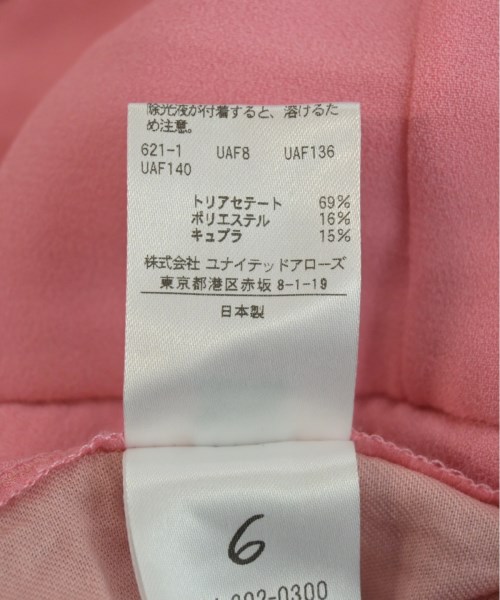 除光液が付着すると、溶けるため注意。
621-1 UAF8 UAF136
UAF140
トリアセテート 69%
ポリエステル 16%
キュプラ 15%
株式会社 ユナイテッドアローズ
東京都港区赤坂 8-1-19
日本製
6
302-0300